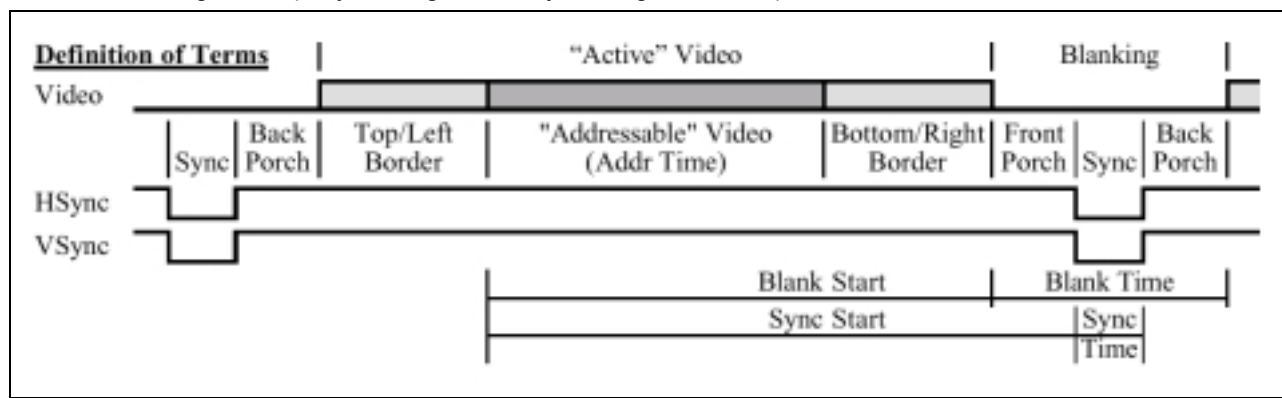 Definition of Terms
"Active" Video
Blanking
Video
Sync
Back
Porch
Top/Left
Border
"Addressable" Video
(Addr Time)
Bottom/Right
Border
Front
Porch
Sync
Back
Porch
HSync
VSync
Blank Start
Blank Time
Sync Start
Sync
Time